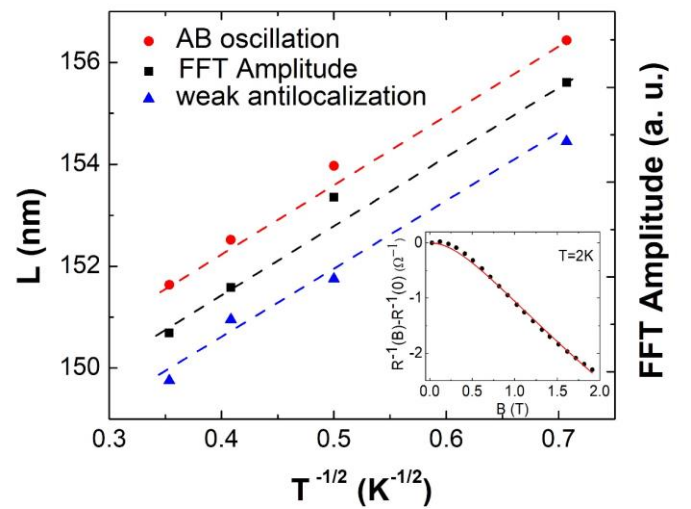 AB oscillation
FFT Amplitude
weak antilocalization
156
154
152
150
L (nm)
FFT Amplitude (a. u.)
0
-1
-2
R⁻¹(B)-R⁻¹(0) (Ω⁻¹)
T=2K
0.0 0.5 1.0 1.5 2.0
B (T)
0.3 0.4 0.5 0.6 0.7
T ⁻¹/² (K⁻¹/²)